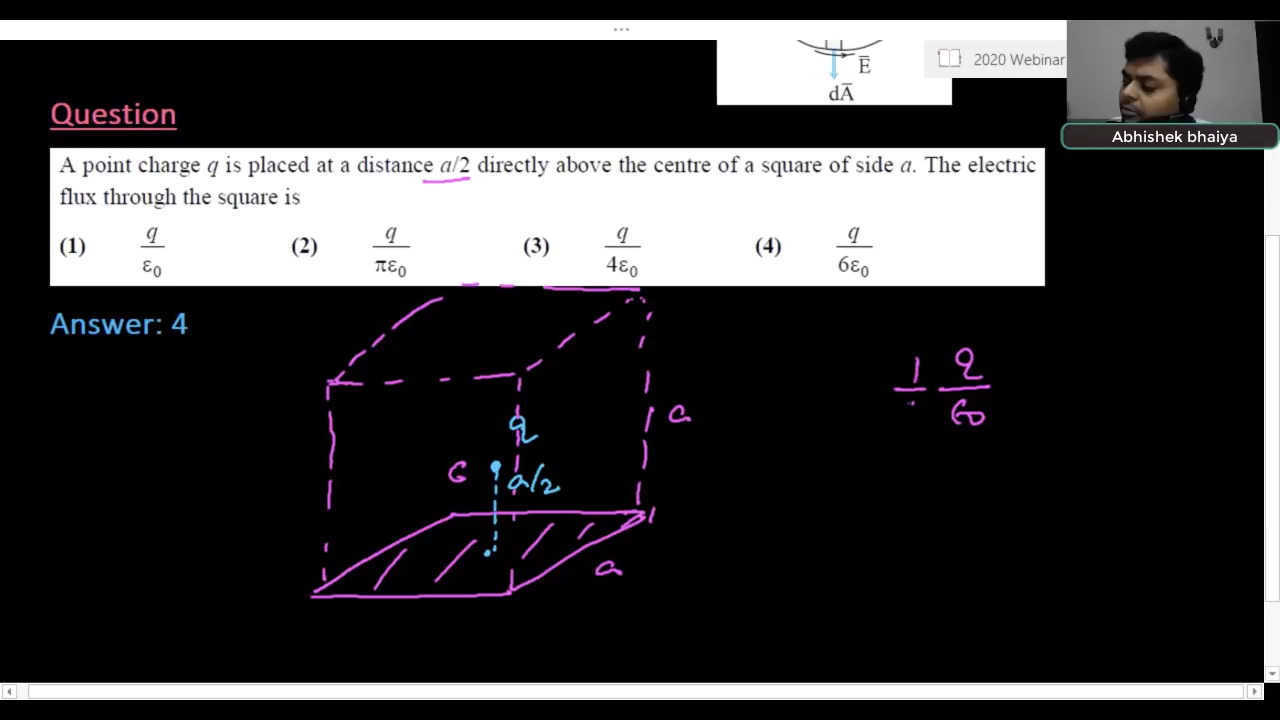 ...
E̅
dA̅
2020 Webinar
Abhishek bhaiya
Question
A point charge q is placed at a distance a/2 directly above the centre of a square of side a. The electric
flux through the square is
(1) q/ε₀ (2) q/πε₀ (3) q/4ε₀ (4) q/6ε₀
Answer: 4
1 q/ε₀
q
a
6
a/2
a